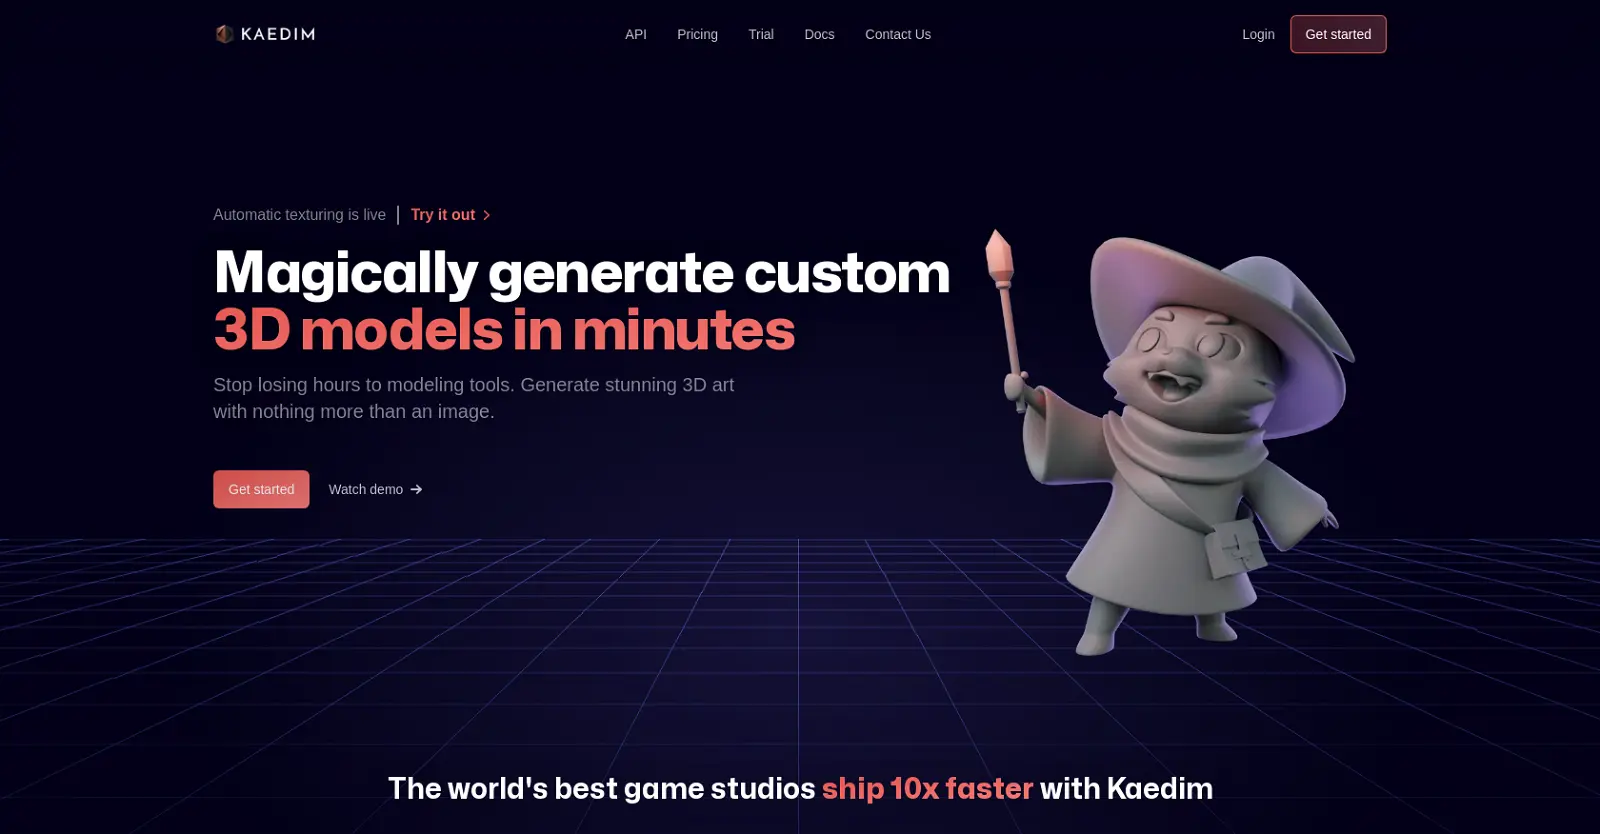 KAEDIM
API
Pricing
Trial
Docs
Contact Us
Login
Get started
Automatic texturing is live
Try it out
Magically generate custom
3D models in minutes
Stop losing hours to modeling tools. Generate stunning 3D art
with nothing more than an image.
Get started
Watch demo
The world's best game studios ship 10x faster with Kaedim